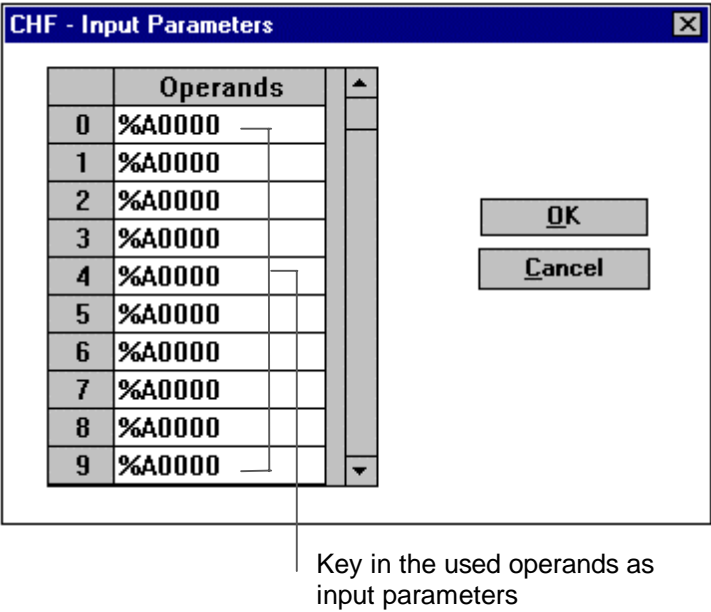 CHF - Input Parameters
Operands
0 %A0000
1 %A0000
2 %A0000
3 %A0000
4 %A0000
5 %A0000
6 %A0000
7 %A0000
8 %A0000
9 %A0000
OK
Cancel
Key in the used operands as
input parameters